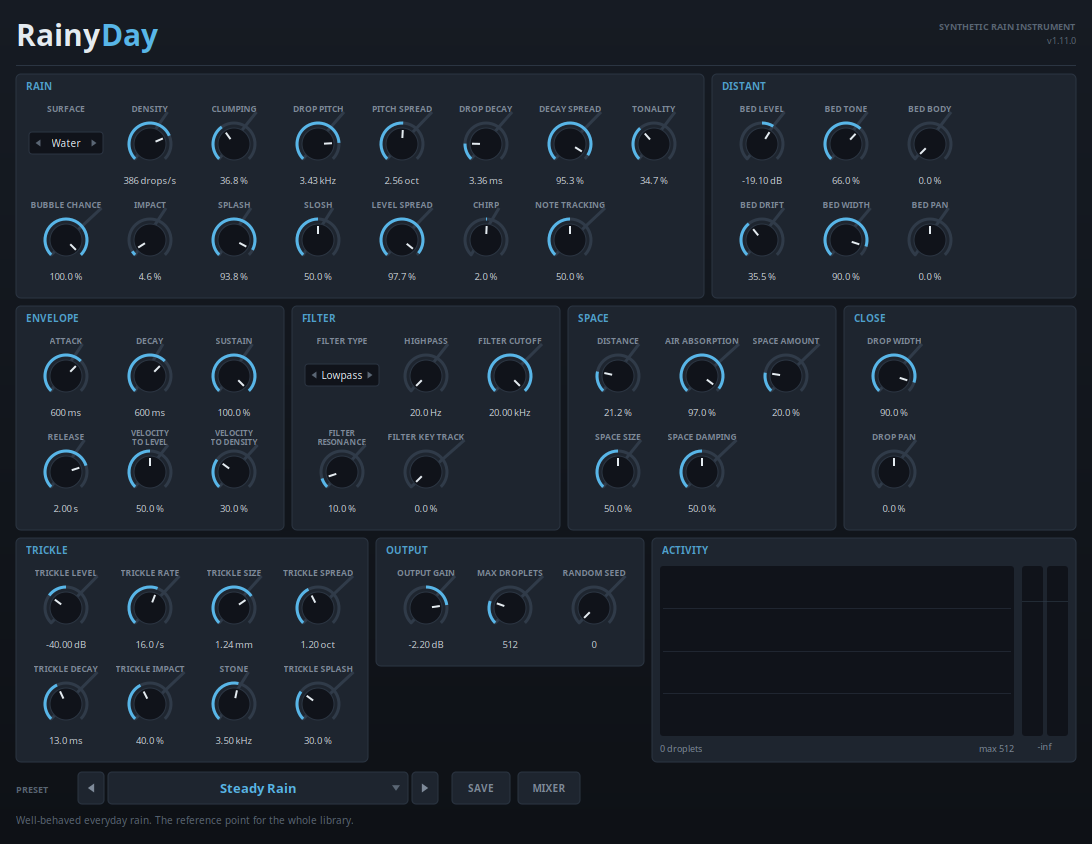 RainyDay
SYNTHETIC RAIN INSTRUMENT
v1.11.0
RAIN
SURFACE DENSITY CLUMPING DROP PITCH PITCH SPREAD DROP DECAY DECAY SPREAD TONALITY
Water
386 drops/s 36.8 % 3.43 kHz 2.56 oct 3.36 ms 95.3 % 34.7 %
BUBBLE CHANCE IMPACT SPLASH SLOSH LEVEL SPREAD CHIRP NOTE TRACKING
100.0 % 4.6 % 93.8 % 50.0 % 97.7 % 2.0 % 50.0 %
DISTANT
BED LEVEL BED TONE BED BODY
-19.10 dB 66.0 % 0.0 %
BED DRIFT BED WIDTH BED PAN
35.5 % 90.0 % 0.0 %
ENVELOPE
ATTACK DECAY SUSTAIN
600 ms 600 ms 100.0 %
RELEASE VELOCITY TO LEVEL VELOCITY TO DENSITY
2.00 s 50.0 % 30.0 %
FILTER
FILTER TYPE HIGHPASS FILTER CUTOFF
Lowpass
20.0 Hz 20.00 kHz
FILTER RESONANCE FILTER KEY TRACK
10.0 % 0.0 %
SPACE
DISTANCE AIR ABSORPTION SPACE AMOUNT
21.2 % 97.0 % 20.0 %
SPACE SIZE SPACE DAMPING
50.0 % 50.0 %
CLOSE
DROP WIDTH
90.0 %
DROP PAN
0.0 %
TRICKLE
TRICKLE LEVEL TRICKLE RATE TRICKLE SIZE TRICKLE SPREAD
-40.00 dB 16.0 /s 1.24 mm 1.20 oct
TRICKLE DECAY TRICKLE IMPACT STONE TRICKLE SPLASH
13.0 ms 40.0 % 3.50 kHz 30.0 %
OUTPUT
OUTPUT GAIN MAX DROPLETS RANDOM SEED
-2.20 dB 512 0
ACTIVITY
0 droplets max 512 -inf
PRESET Steady Rain SAVE MIXER
Well-behaved everyday rain. The reference point for the whole library.